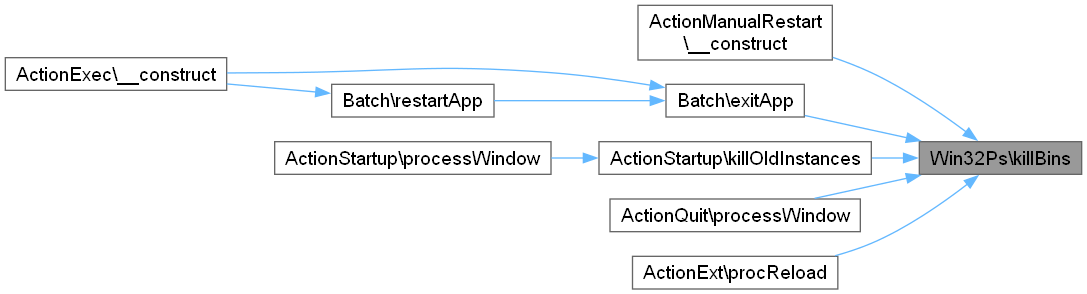 ActionManualRestart
\__construct
ActionExec\__construct
Batch\restartApp
Batch\exitApp
ActionStartup\processWindow
ActionStartup\killOldInstances
Win32Ps\killBins
ActionQuit\processWindow
ActionExt\procReload